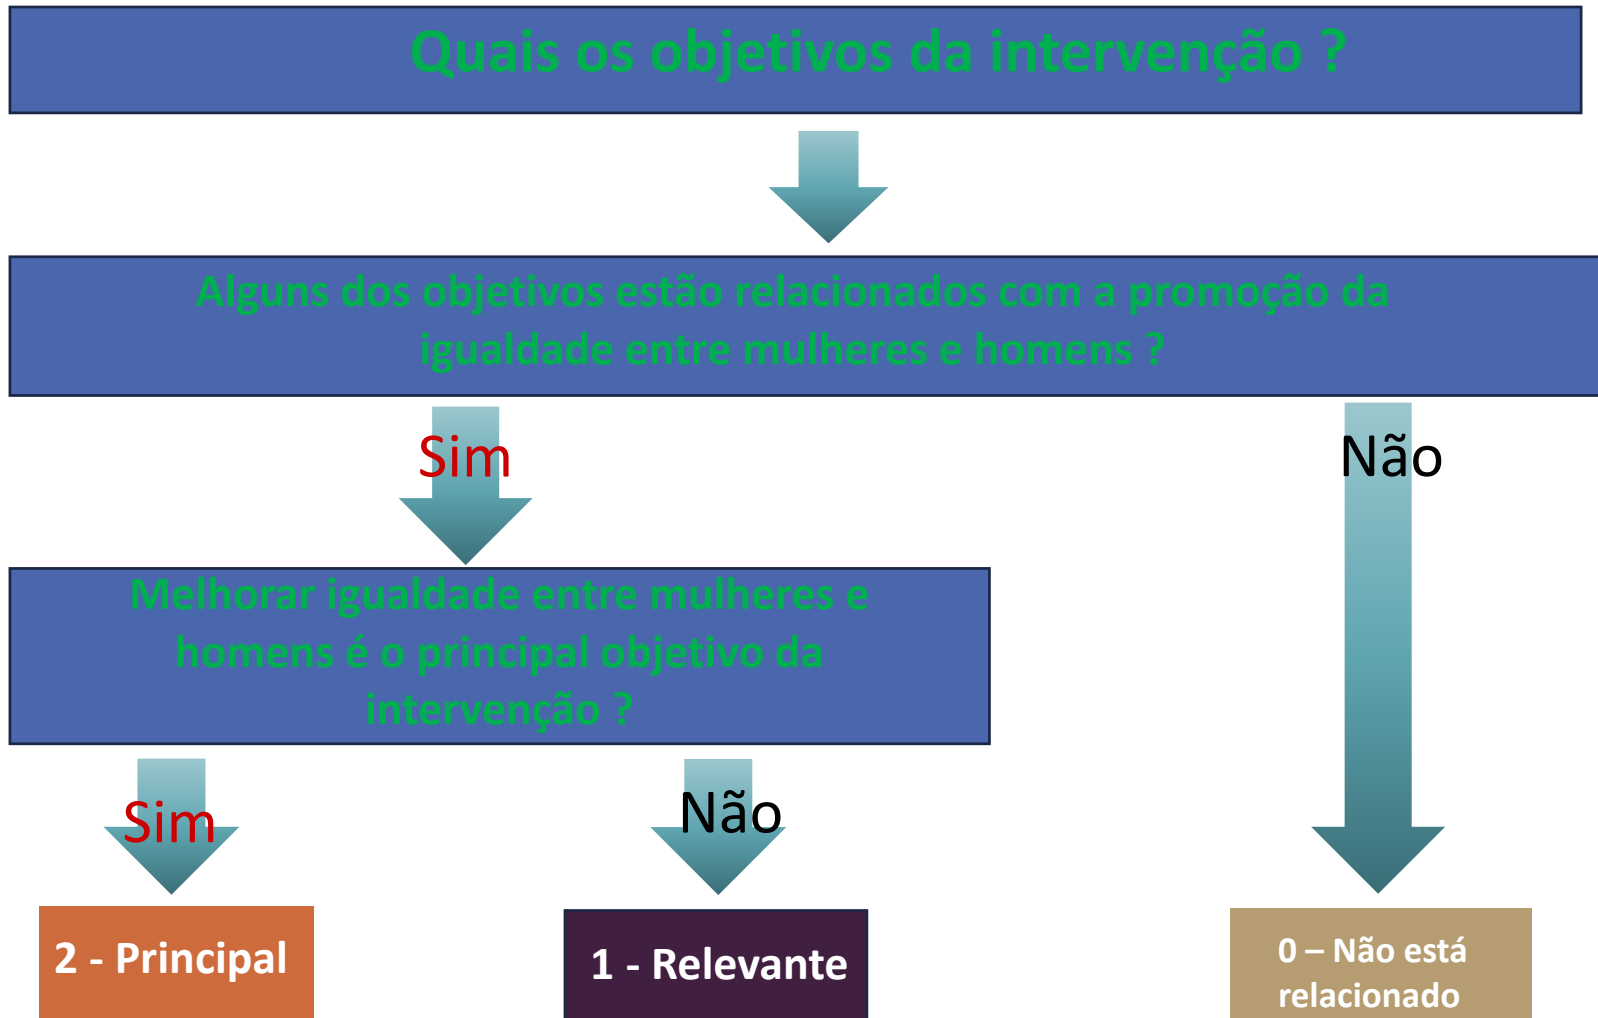 Quais os objetivos da intervenção ?
Alguns dos objetivos estão relacionados com a promoção da
igualdade entre mulheres e homens ?
Sim
Não
Melhorar igualdade entre mulheres e
homens é o principal objetivo da
intervenção ?
Sim
Não
2 - Principal
1 - Relevante
0 – Não está
relacionado